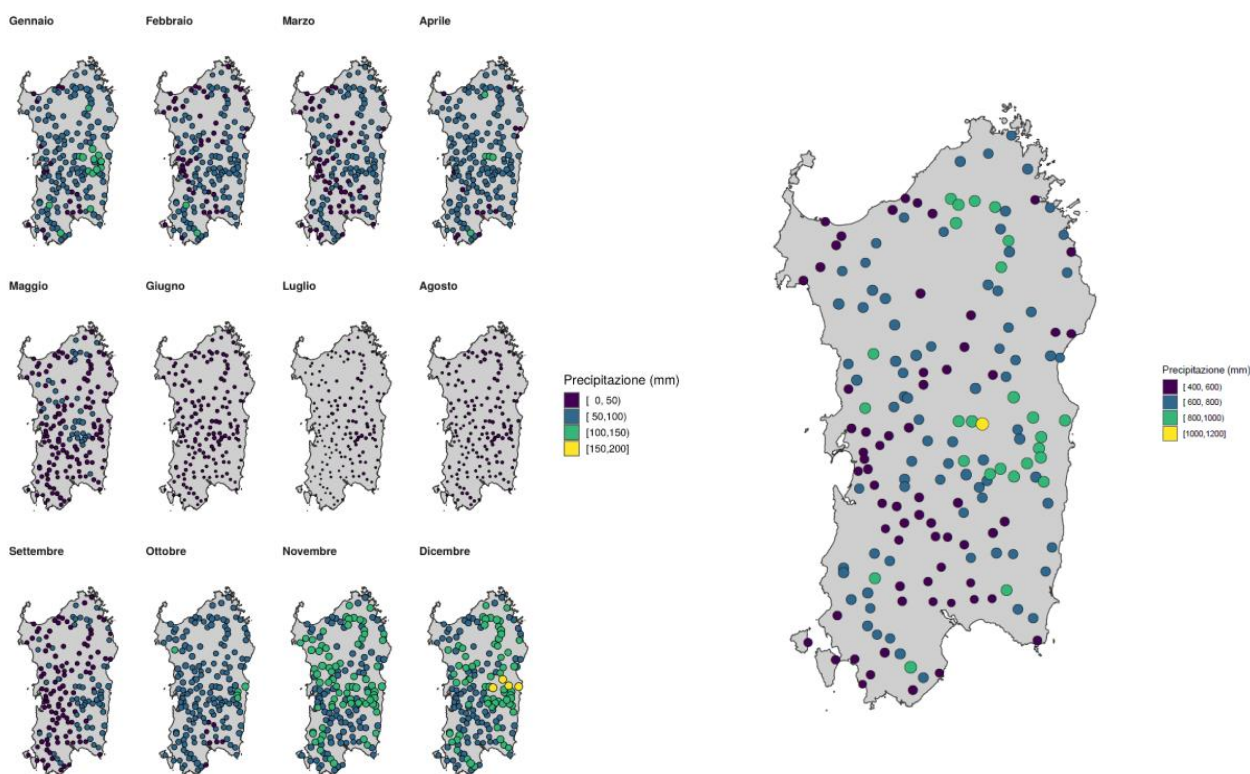 Gennaio
Febbraio
Marzo
Aprile
Maggio
Giugno
Luglio
Agosto
Settembre
Ottobre
Novembre
Dicembre
Precipitazione (mm)
[ 0, 50)
[ 50,100)
[100,150)
[150,200]
Precipitazione (mm)
[ 400, 600)
[ 600, 800)
[ 800,1000)
[1000,1200]